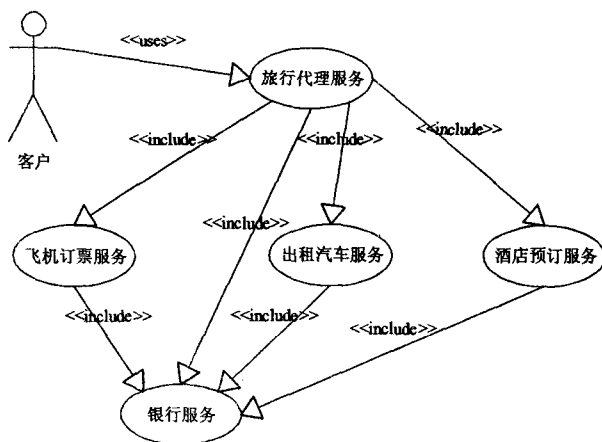 <<uses>>
旅行代理服务
客户
<<include>>
<<include>>
<<include>>
<<include>>
飞机订票服务
出租汽车服务
酒店预订服务
<<include>>
<<include>>
<<include>>
银行服务